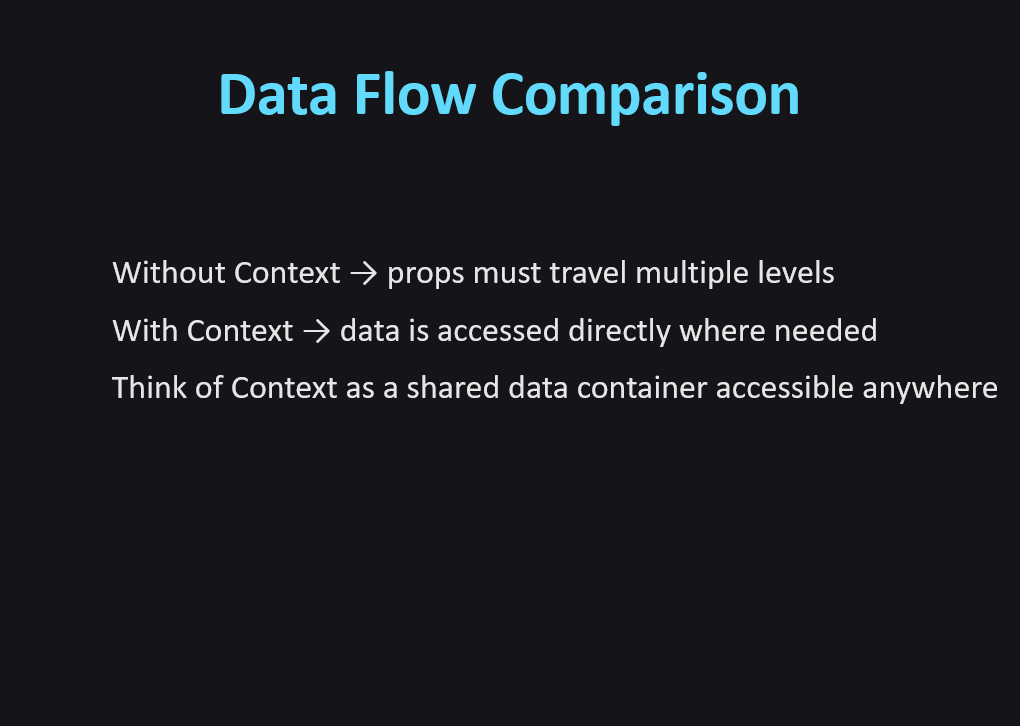 Data Flow Comparison
Without Context → props must travel multiple levels
With Context → data is accessed directly where needed
Think of Context as a shared data container accessible anywhere